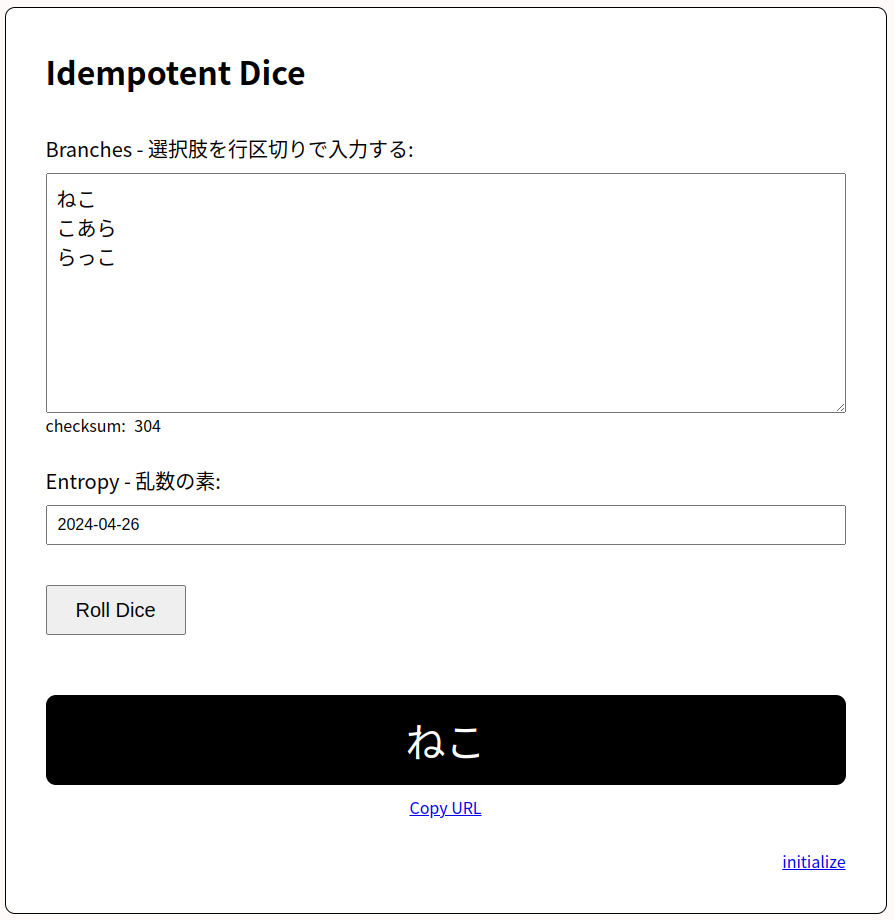 Idempotent Dice
Branches - 選択肢を行区切りで入力する:
ねこ
こあら
らっこ
checksum: 304
Entropy - 乱数の素:
2024-04-26
Roll Dice
ねこ
Copy URL
initialize